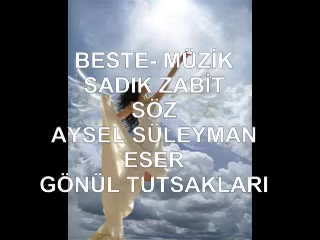 BESTE- MÜZİK
SADIK ZABİT
SÖZ
AYSEL SÜLEYMAN
ESER
GÖNÜL TUTSAKLARI